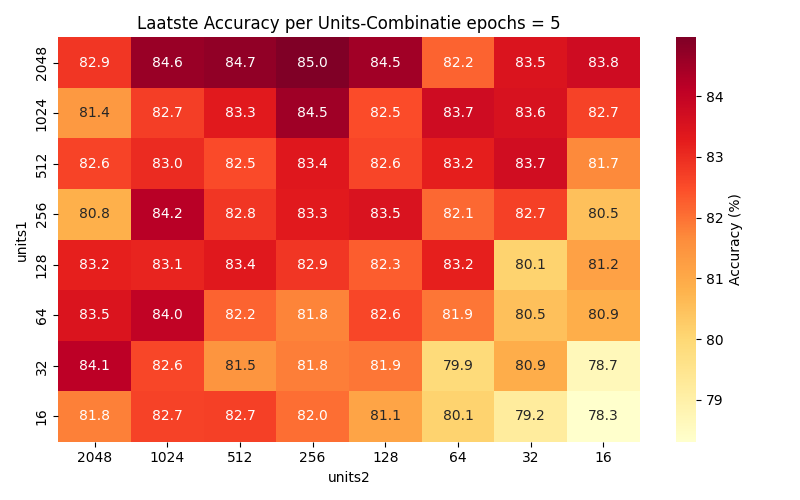 Laatste Accuracy per Units-Combinatie epochs = 5
units1
2048 82.9 84.6 84.7 85.0 84.5 82.2 83.5 83.8
1024 81.4 82.7 83.3 84.5 82.5 83.7 83.6 82.7
512 82.6 83.0 82.5 83.4 82.6 83.2 83.7 81.7
256 80.8 84.2 82.8 83.3 83.5 82.1 82.7 80.5
128 83.2 83.1 83.4 82.9 82.3 83.2 80.1 81.2
64 83.5 84.0 82.2 81.8 82.6 81.9 80.5 80.9
32 84.1 82.6 81.5 81.8 81.9 79.9 80.9 78.7
16 81.8 82.7 82.7 82.0 81.1 80.1 79.2 78.3
2048 1024 512 256 128 64 32 16
units2
84
83
82
81
80
79
Accuracy (%)